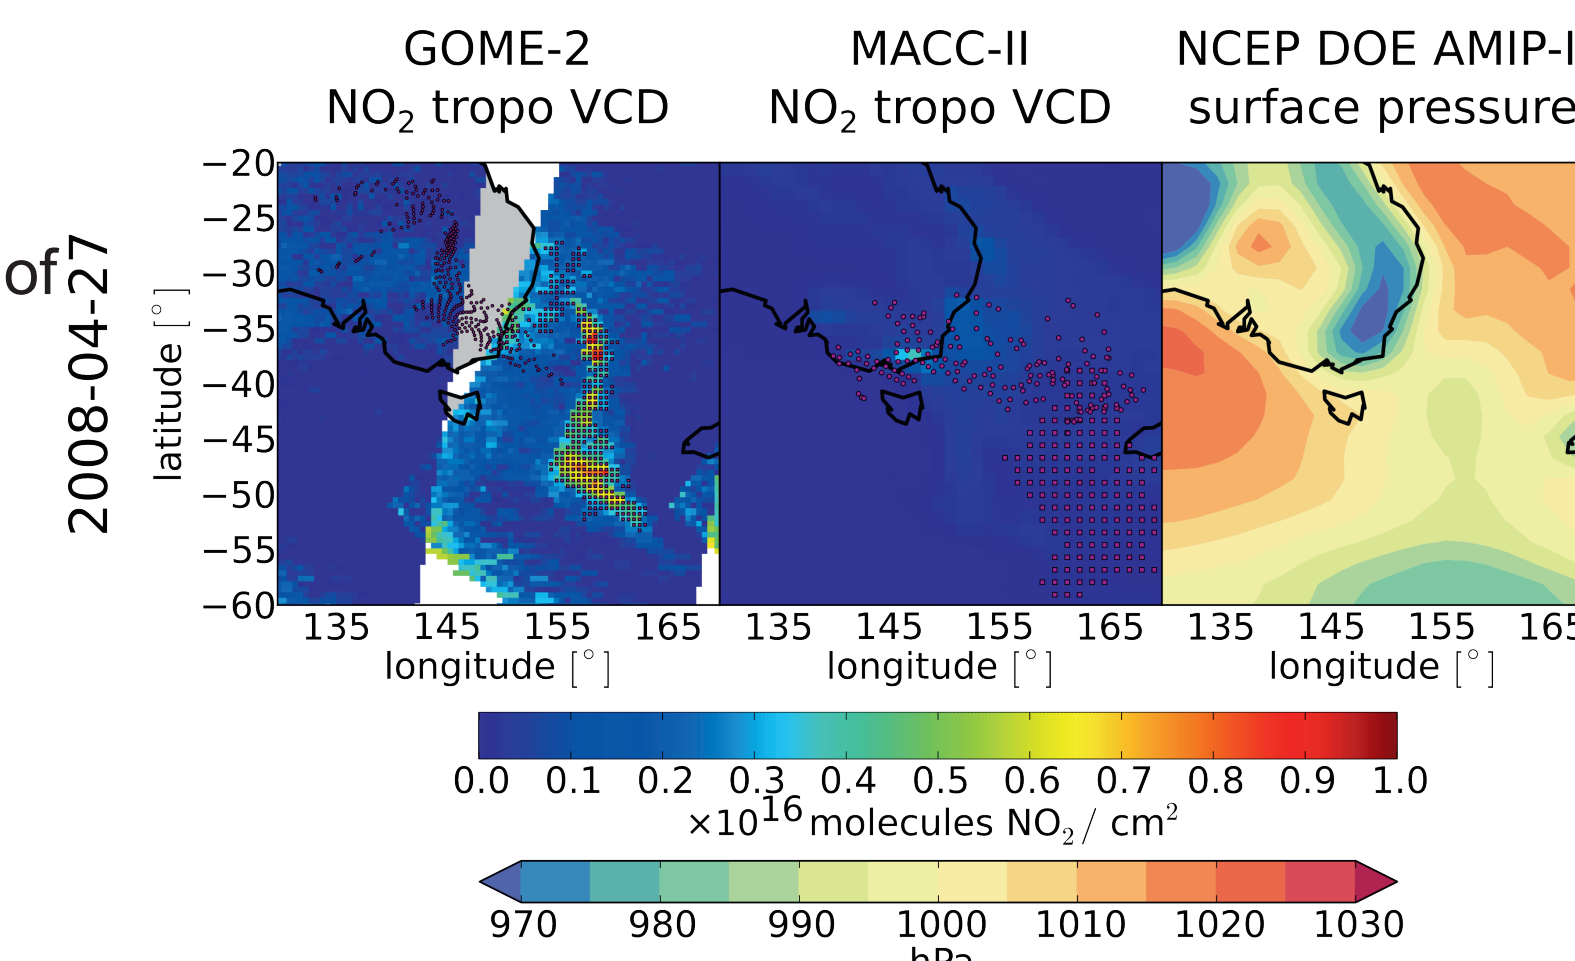 GOME-2
NO2 tropo VCD
MACC-II
NO2 tropo VCD
NCEP DOE AMIP-I
surface pressure
of
2008-04-27
latitude [°]
−20
−25
−30
−35
−40
−45
−50
−55
−60
135 145 155 165
longitude [°]
135 145 155 165
longitude [°]
135 145 155 165
longitude [°]
0.0 0.1 0.2 0.3 0.4 0.5 0.6 0.7 0.8 0.9 1.0
×10^16 molecules NO2/ cm^2
970 980 990 1000 1010 1020 1030
hPa